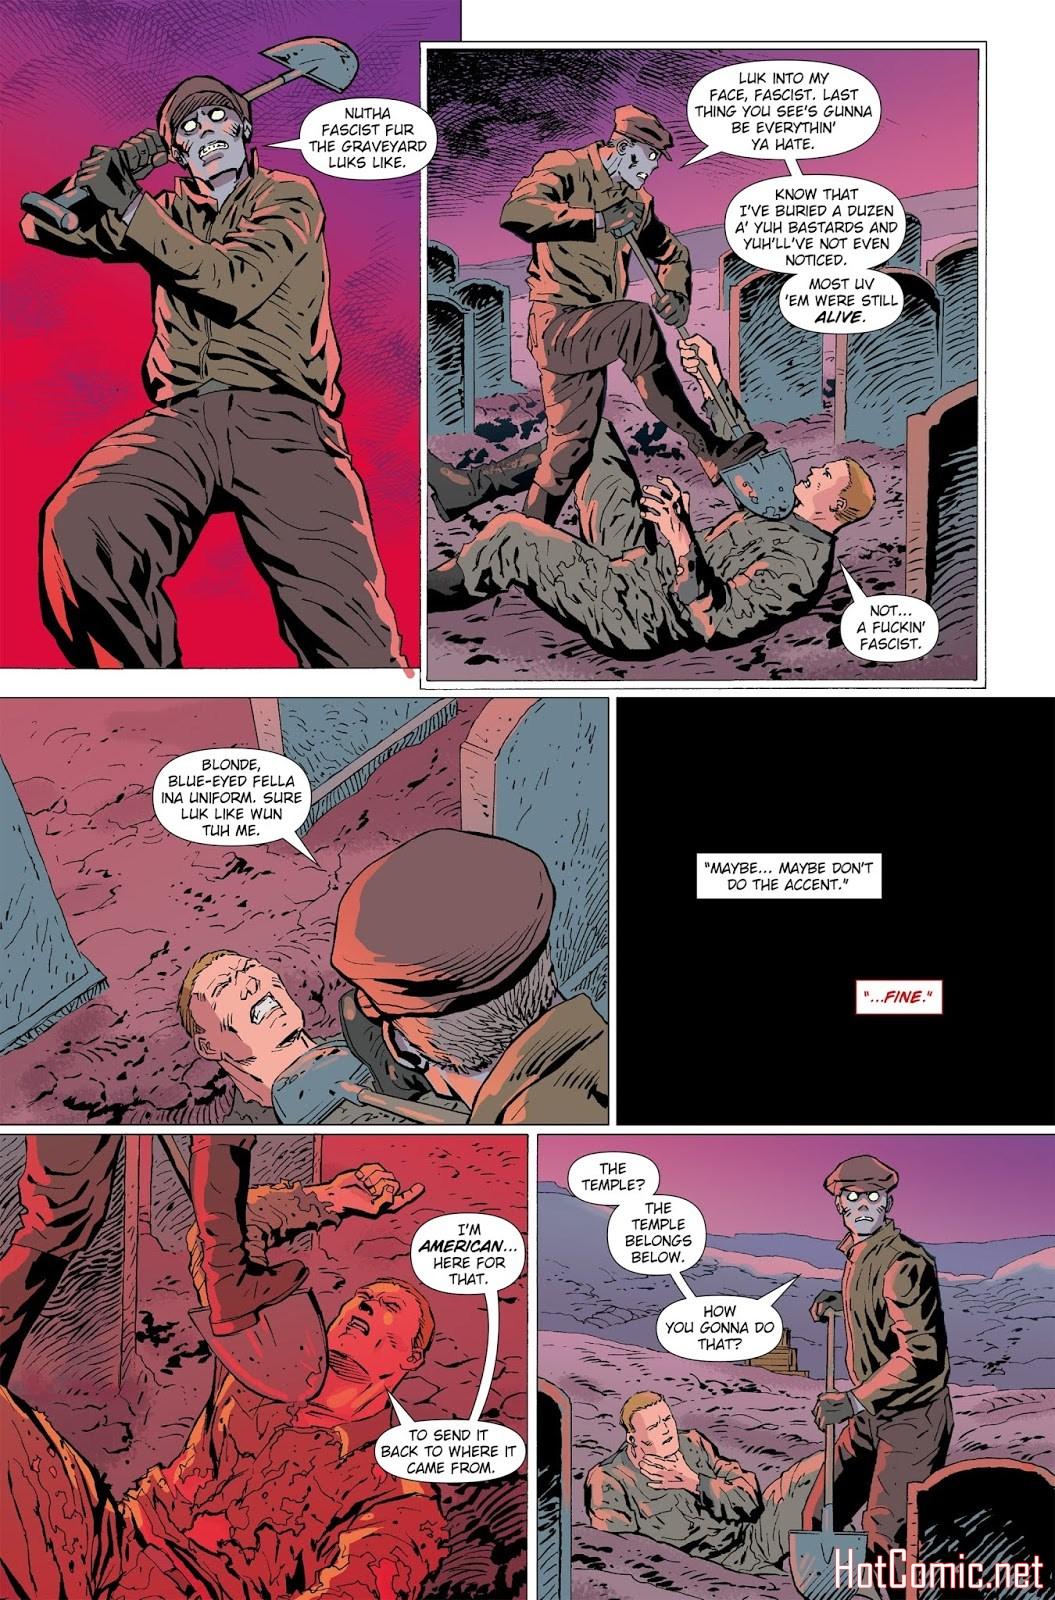 NUTHA
FASCIST FUR
THE GRAVEYARD
LUKS LIKE.
LUK INTO MY
FACE, FASCIST. LAST
THING YOU SEE'S GUNNA
BE EVERYTHIN'
YA HATE.
KNOW THAT
I'VE BURIED A DUZEN
A' YUH BASTARDS AND
YUH'LL'VE NOT EVEN
NOTICED.
MOST UV
'EM WERE STILL
ALIVE.
NOT...
A FUCKIN'
FASCIST.
BLONDE,
BLUE-EYED FELLA
INA UNIFORM. SURE
LUK LIKE WUN
TUH ME.
"MAYBE... MAYBE DON'T
DO THE ACCENT."
"...FINE."
I'M
AMERICAN...
HERE FOR
THAT.
TO SEND IT
BACK TO WHERE IT
CAME FROM.
THE
TEMPLE?
THE
TEMPLE
BELONGS
BELOW.
HOW
YOU GONNA DO
THAT?
HotComic.net